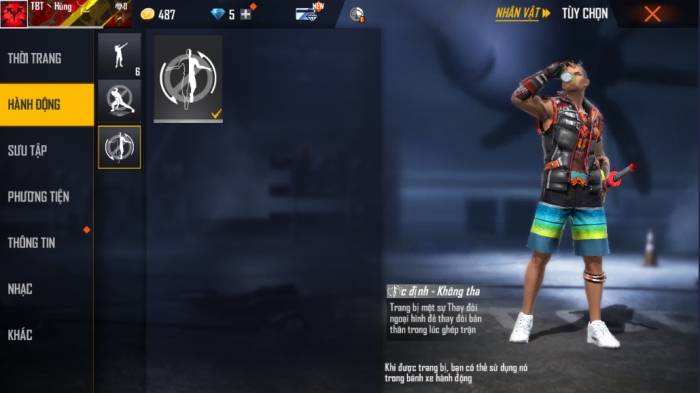 TBT Hùng
0
487
5
NEW
NHÂN VẬT
TÙY CHỌN
THỜI TRANG
HÀNH ĐỘNG
SƯU TẬP
PHƯƠNG TIỆN
THÔNG TIN
NHẠC
KHÁC
6
c định - Không tha
Trang bị một sự Thay đổi
ngoại hình để thay đổi bản
thân trong lúc ghép trận
Khi được trang bị, bạn có thể sử dụng nó
trong bánh xe hành động